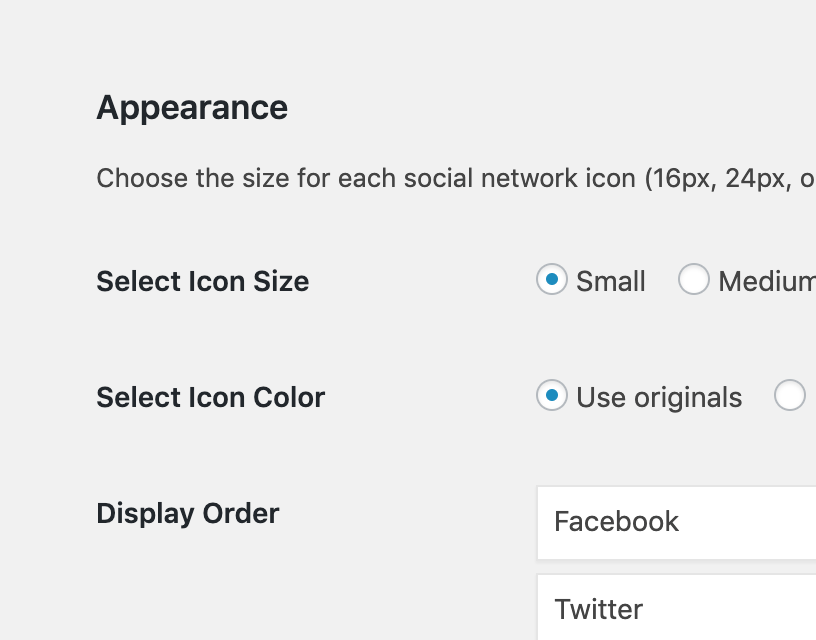 Appearance
Choose the size for each social network icon (16px, 24px, o
Select Icon Size Small Medium
Select Icon Color Use originals
Display Order Facebook
Twitter